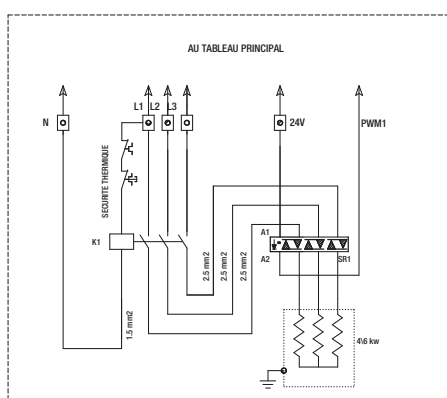 AU TABLEAU PRINCIPAL
N
L1 L2 L3
24V
PWM1
SECURITE THERMIQUE
K1
A1
A2
SR1
2.5 mm2
2.5 mm2
2.5 mm2
1.5 mm2
4\6 kw